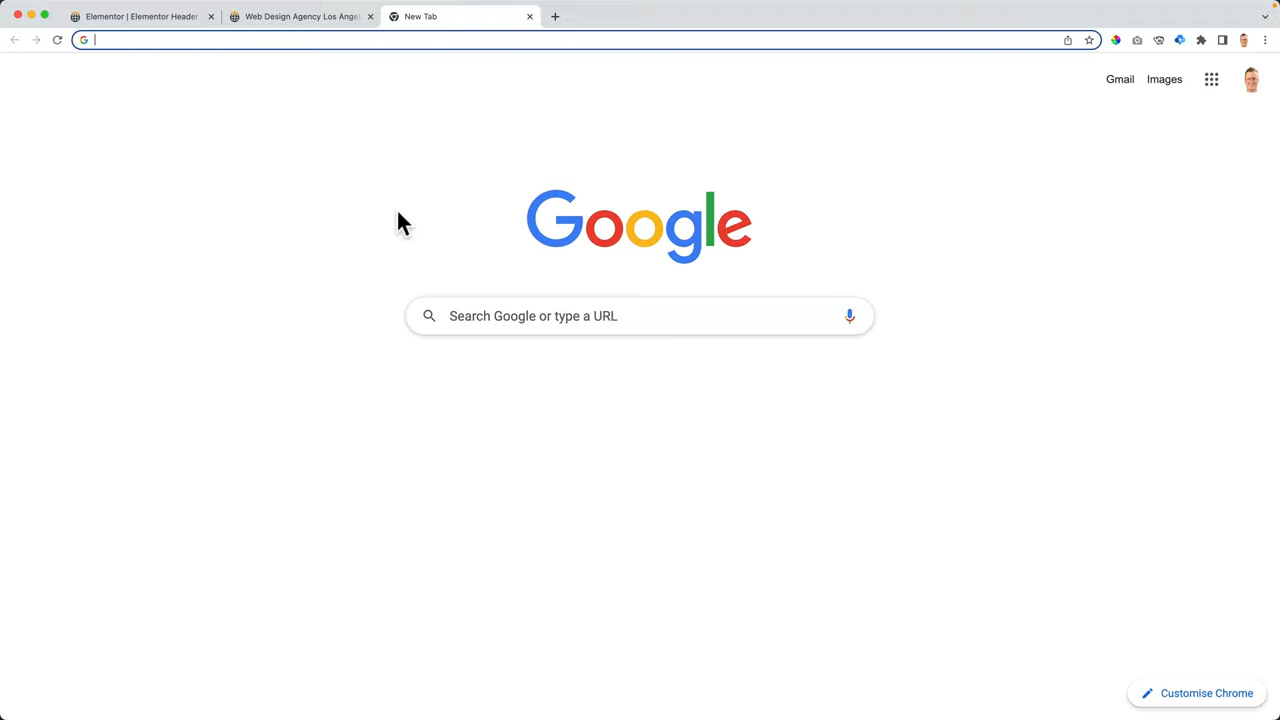 Elementor | Elementor Header
Web Design Agency Los Angel
New Tab
Gmail
Images
Google
Search Google or type a URL
Customise Chrome